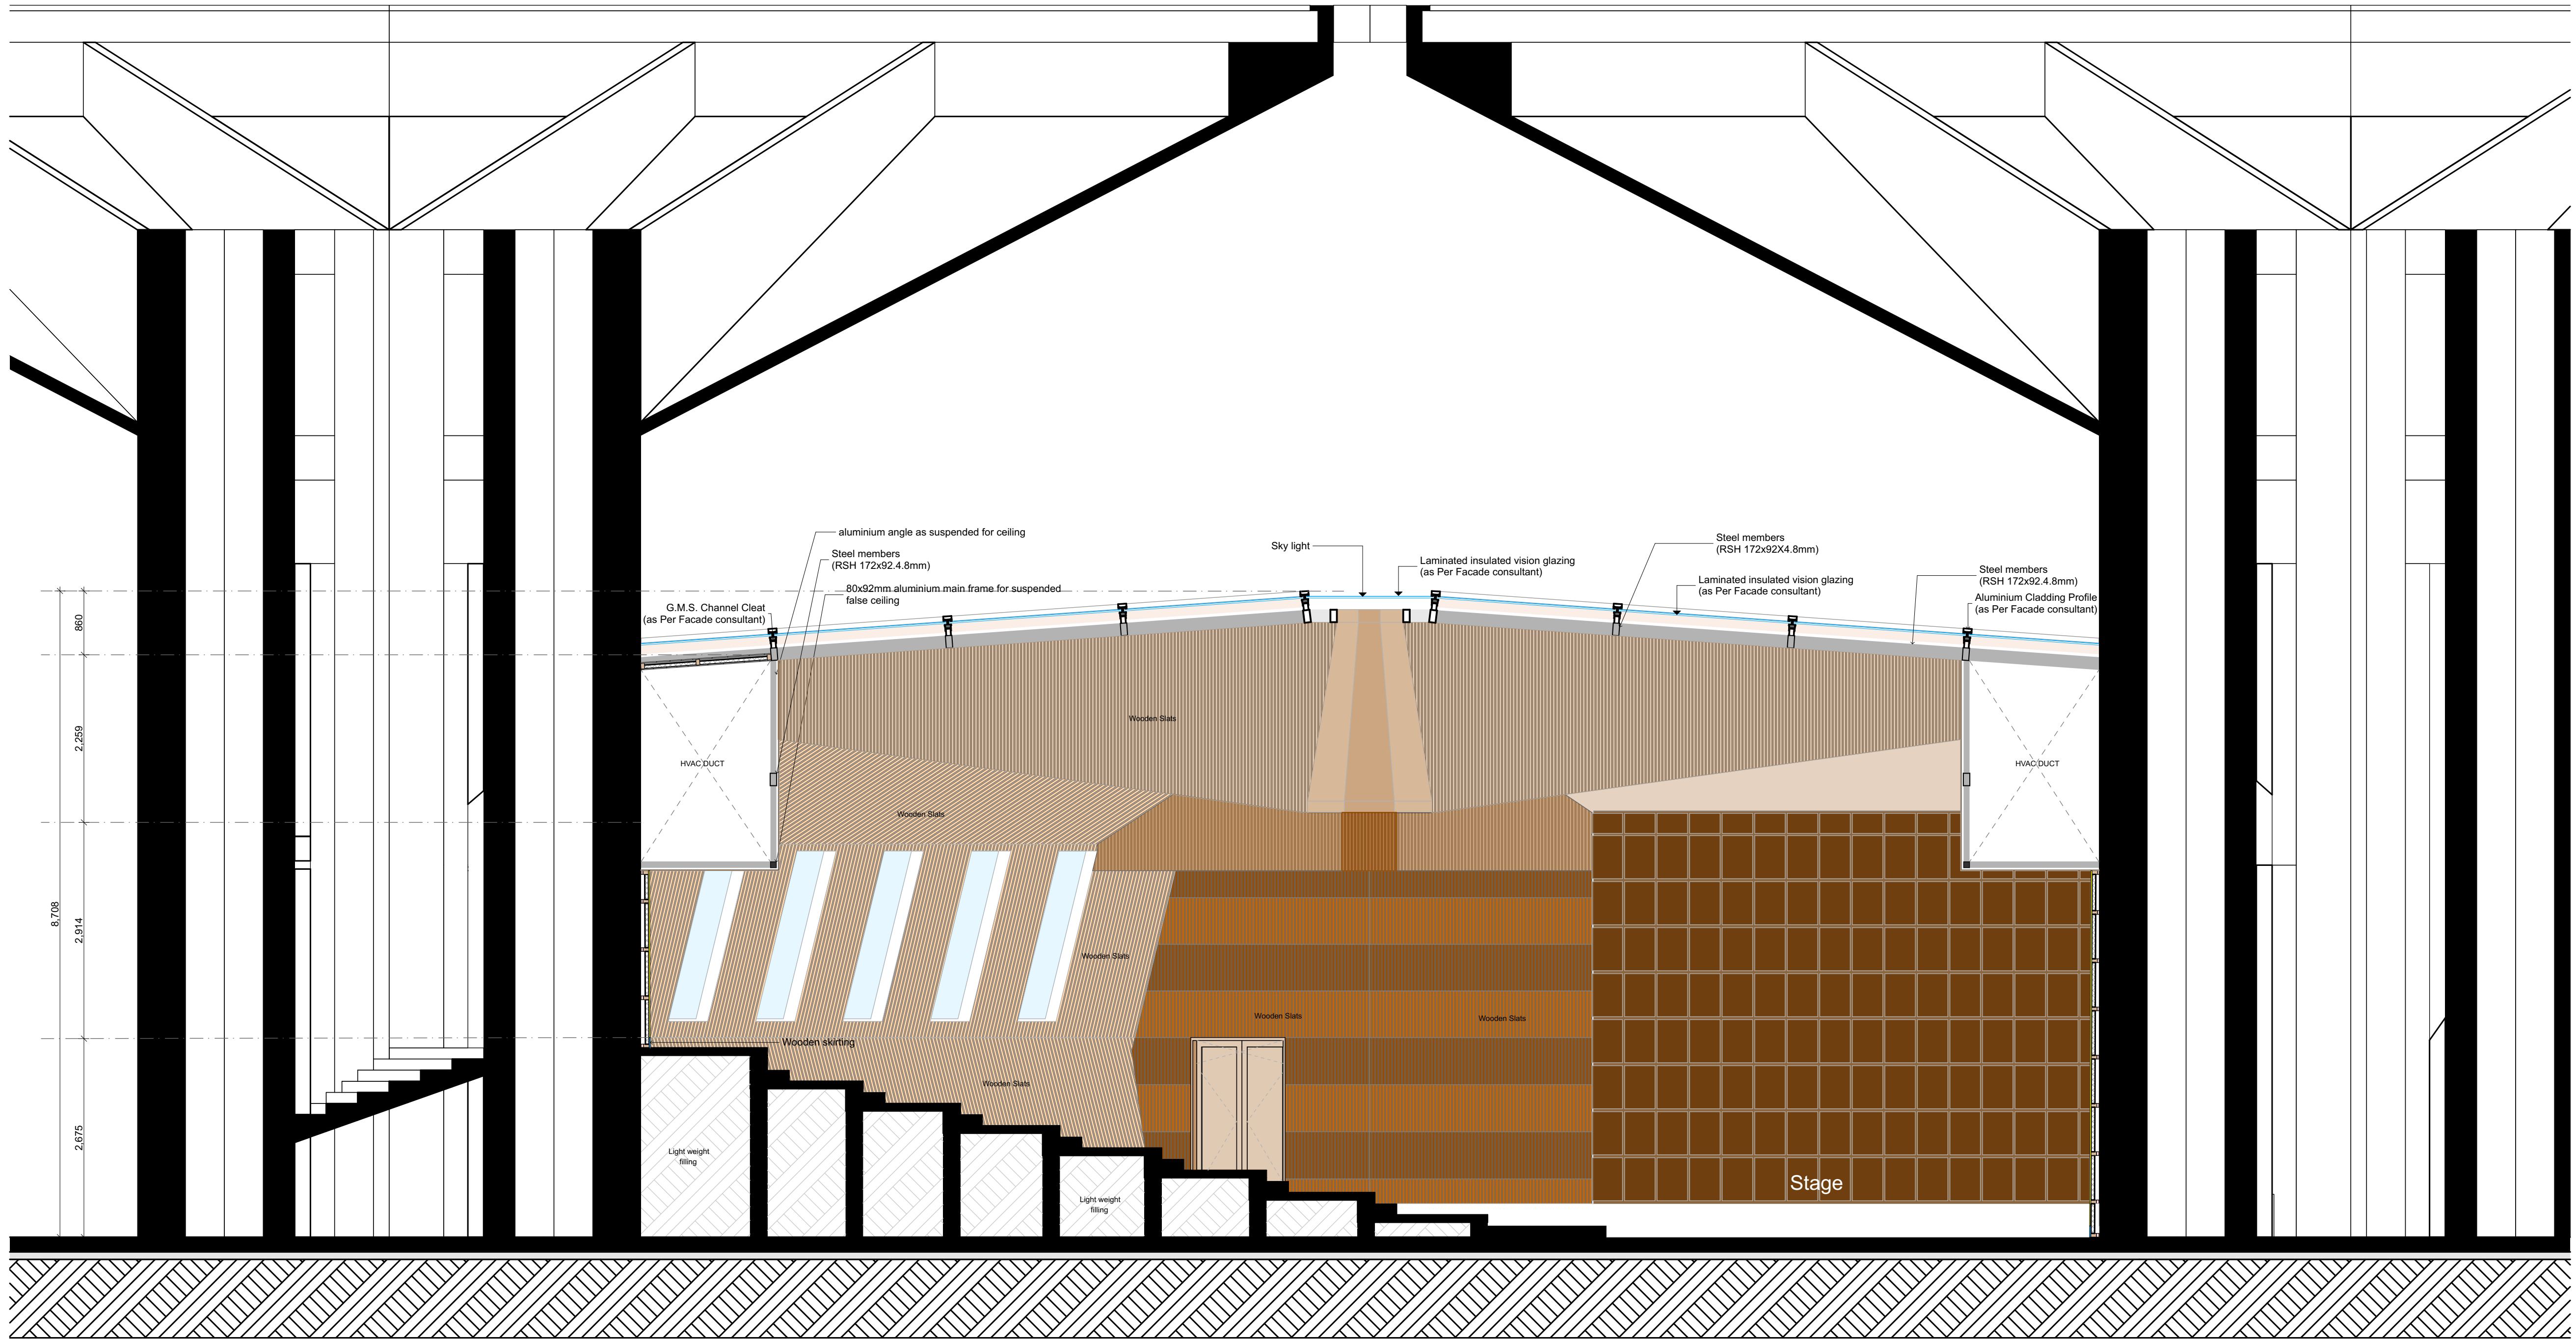 aluminium angle as suspended for ceiling
Steel members
(RSH 172x92.4.8mm)
80x92mm aluminium main frame for suspended
false ceiling
G.M.S. Channel Cleat
(as Per Facade consultant)
Sky light
Laminated insulated vision glazing
(as Per Facade consultant)
Steel members
(RSH 172x92X4.8mm)
Laminated insulated vision glazing
(as Per Facade consultant)
Steel members
(RSH 172x92.4.8mm)
Aluminium Cladding Profile
(as Per Facade consultant)
860
2,259
8,708
2,914
2,675
HVAC DUCT
Wooden Slats
HVAC DUCT
Wooden Slats
Wooden Slats
Wooden Slats
Wooden Slats
Wooden skirting
Wooden Slats
Light weight
filling
Light weight
filling
Stage